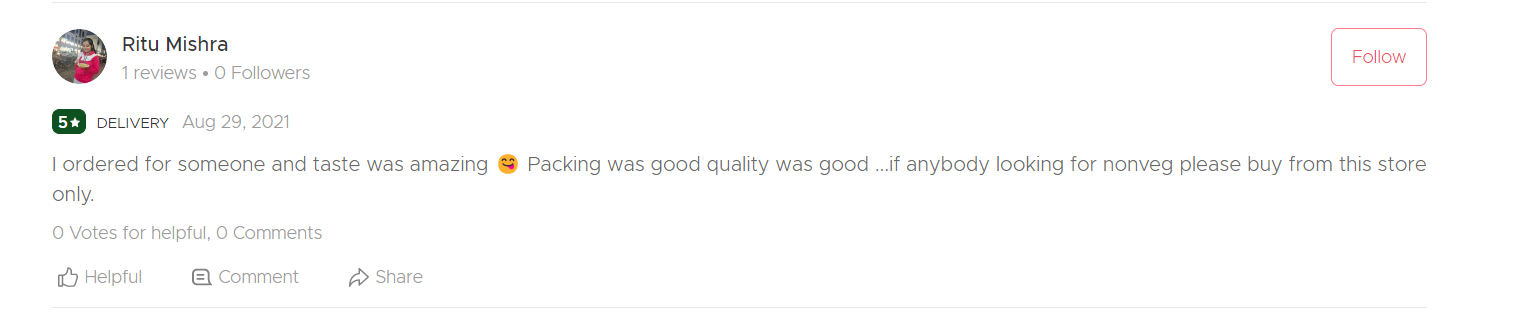 Ritu Mishra
Follow
1 reviews • 0 Followers
5★ DELIVERY Aug 29, 2021
I ordered for someone and taste was amazing 😋 Packing was good quality was good ...if anybody looking for nonveg please buy from this store
only.
0 Votes for helpful, 0 Comments
Helpful Comment Share